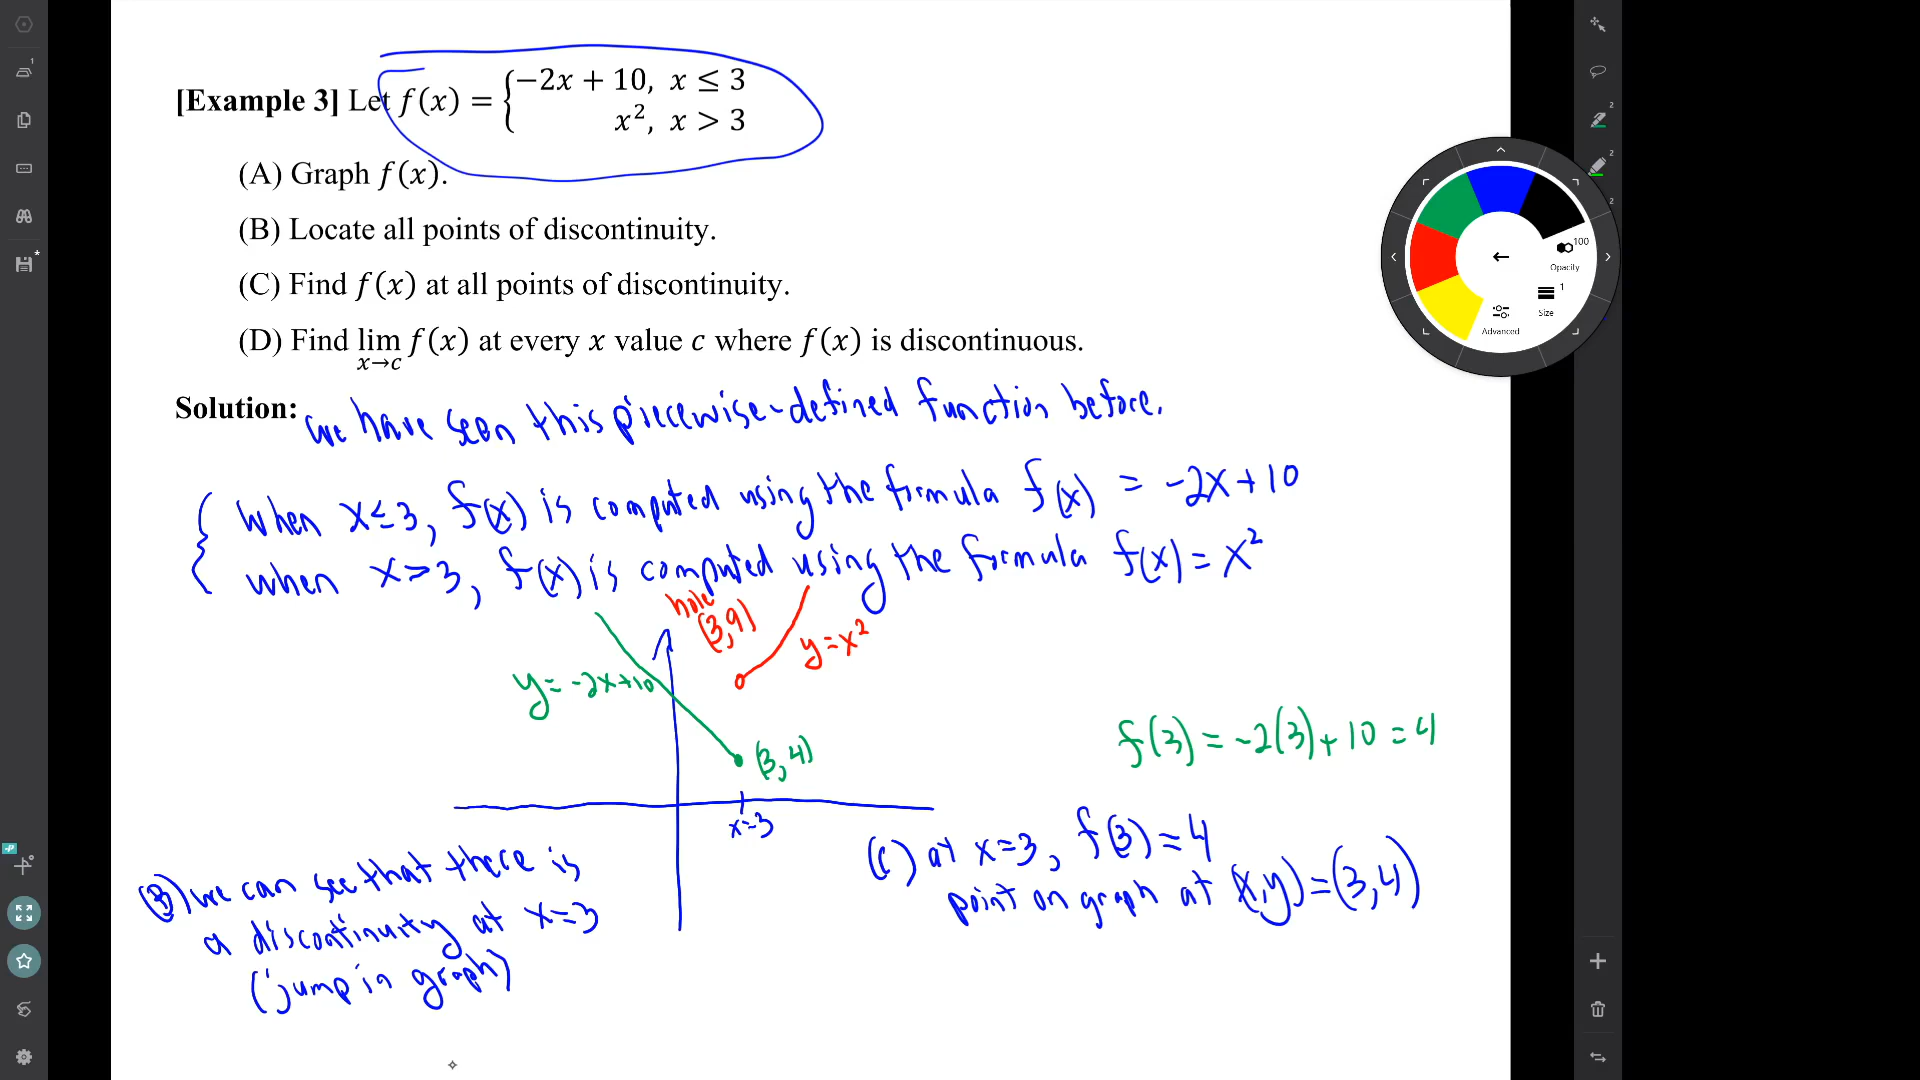 [Example 3] Let f(x) = { −2x + 10, x ≤ 3
x², x > 3
(A) Graph f(x).
(B) Locate all points of discontinuity.
(C) Find f(x) at all points of discontinuity.
(D) Find lim x→c f(x) at every x value c where f(x) is discontinuous.
Solution: we have seen this piecewise-defined function before.
{ when x≤3, f(x) is computed using the formula f(x) = -2x+10
when x>3, f(x) is computed using the formula f(x) = x²
hole
(3,9)
y=x²
y=-2x+10
(3,4)
x=3
f(3) = -2(3)+10 = 4
(B) we can see that there is
a discontinuity at x=3
(jump in graph)
(C) at x=3, f(3)=4
point on graph at (x,y)=(3,4)
100
Opacity
1
Size
Advanced